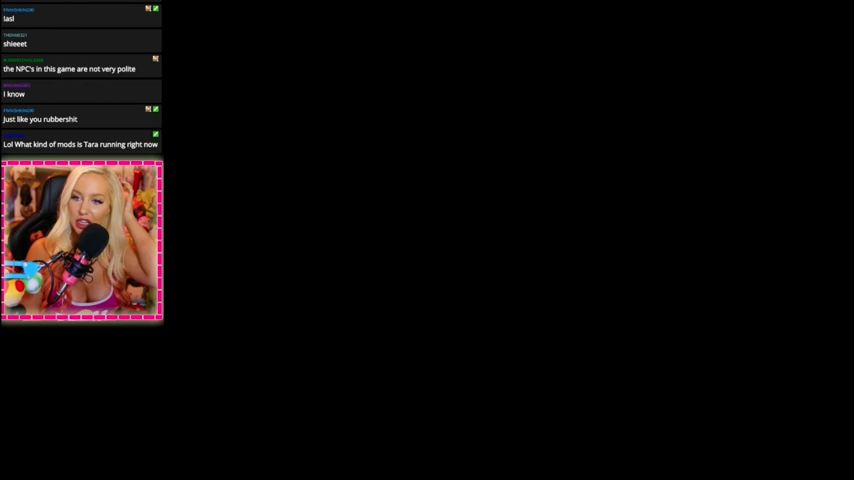 lasl
shieeet
the NPC's in this game are not very polite
I know
Just like you rubbershit
Lol What kind of mods is Tara running right now